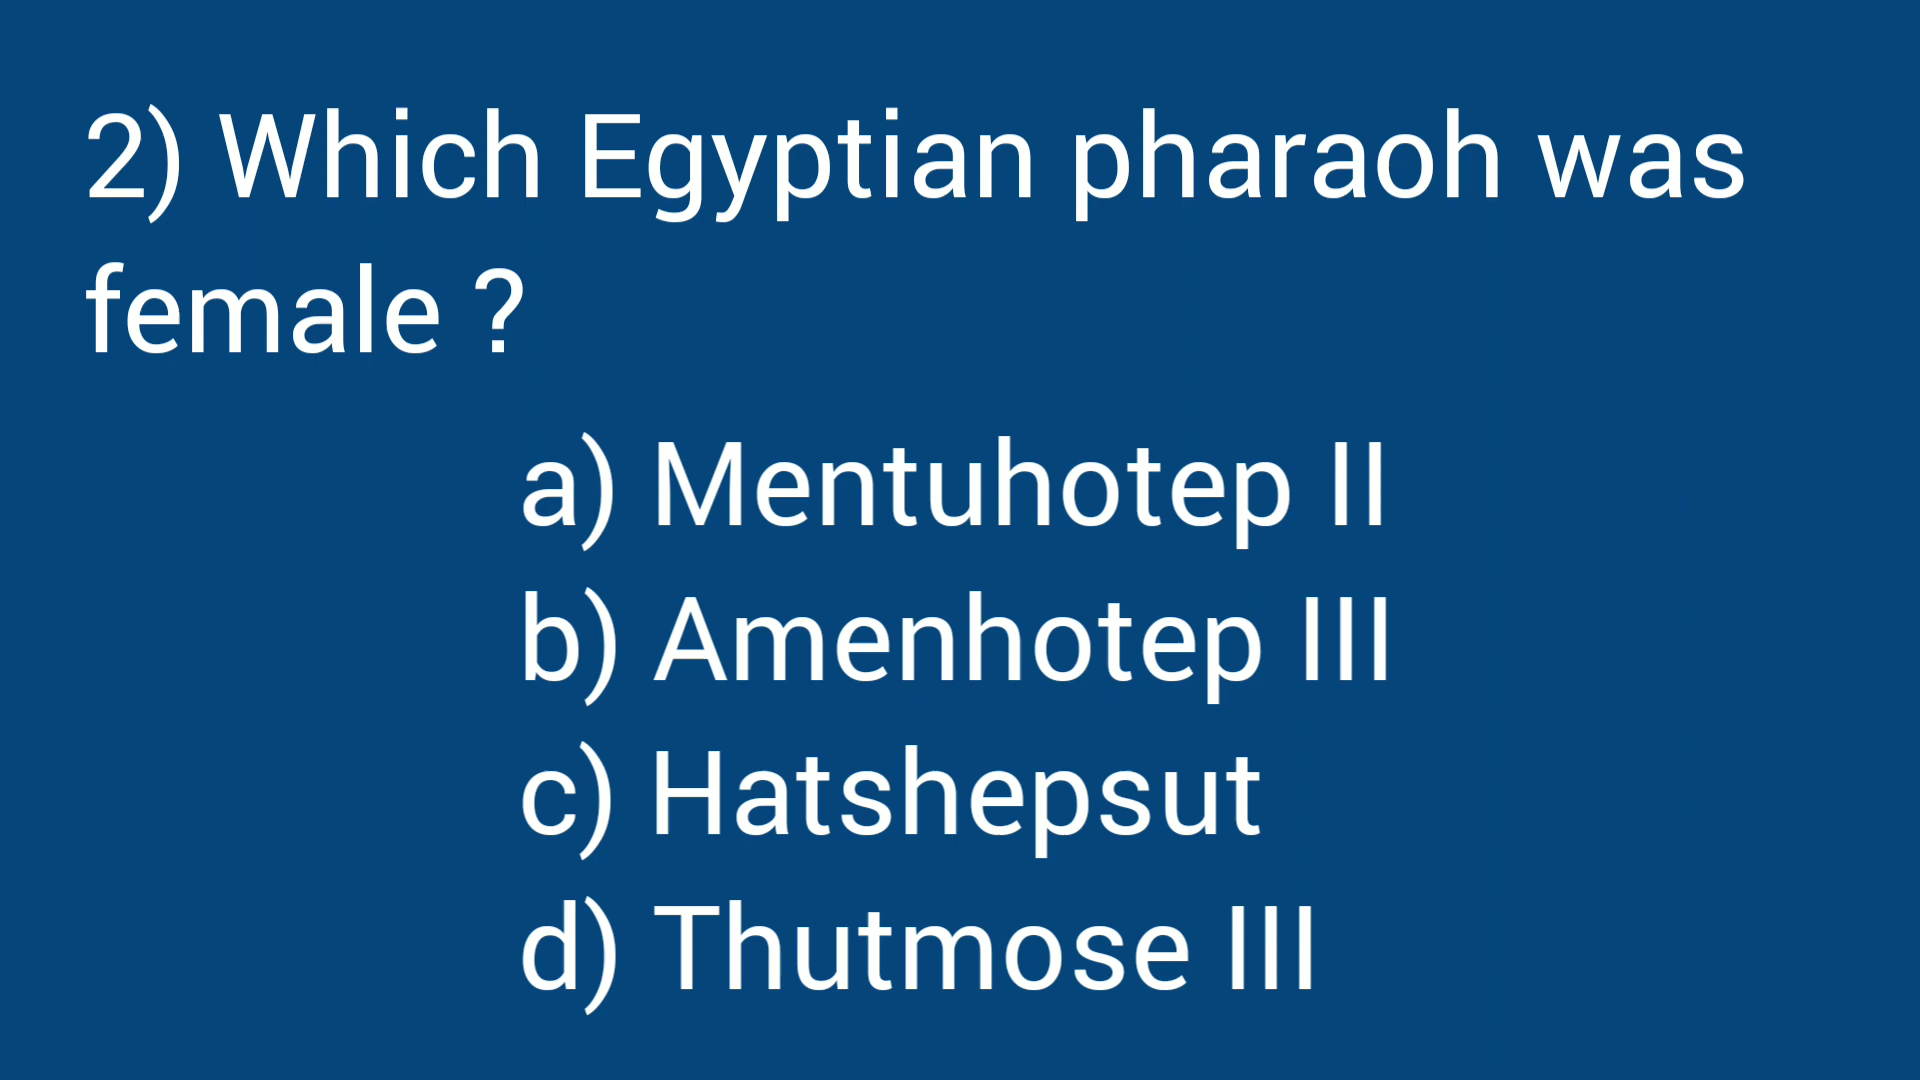 2) Which Egyptian pharaoh was
female ?
a) Mentuhotep II
b) Amenhotep III
c) Hatshepsut
d) Thutmose III